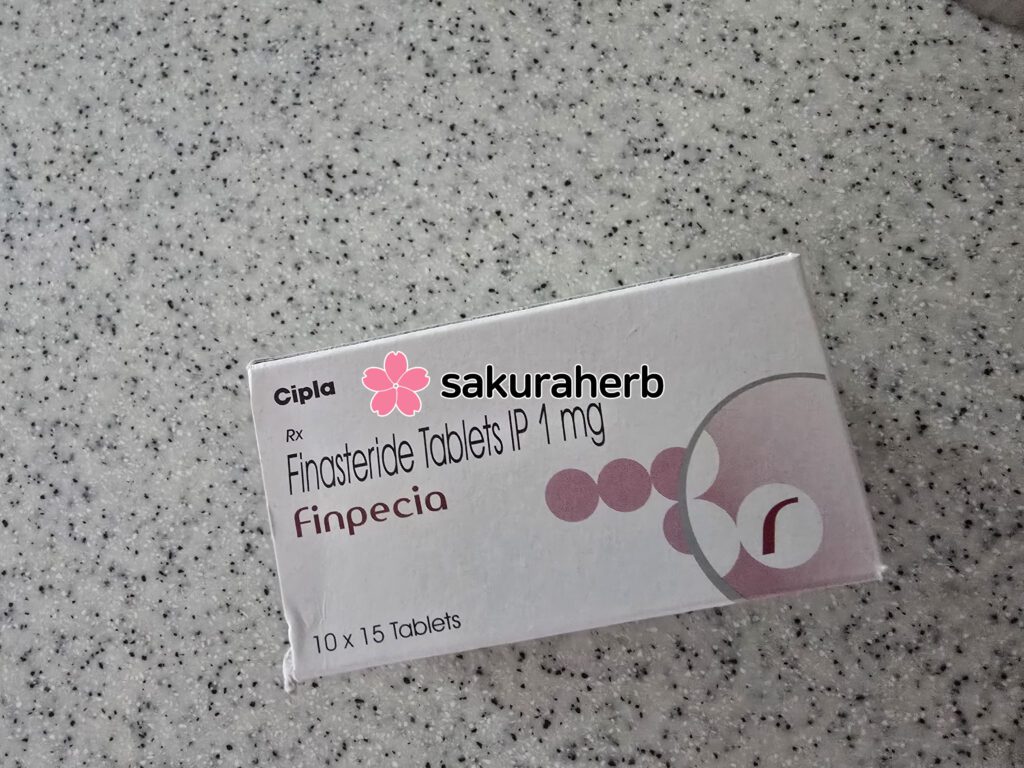 Cipla
sakuraherb
Rx
Finasteride Tablets IP 1 mg
Finpecia
10 x 15 Tablets